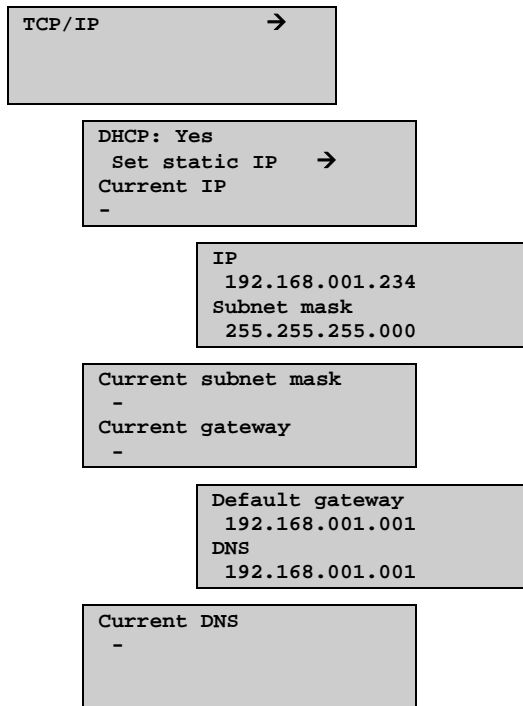 TCP/IP →
DHCP: Yes
Set static IP →
Current IP
-
IP
192.168.001.234
Subnet mask
255.255.255.000
Current subnet mask
-
Current gateway
-
Default gateway
192.168.001.001
DNS
192.168.001.001
Current DNS
-